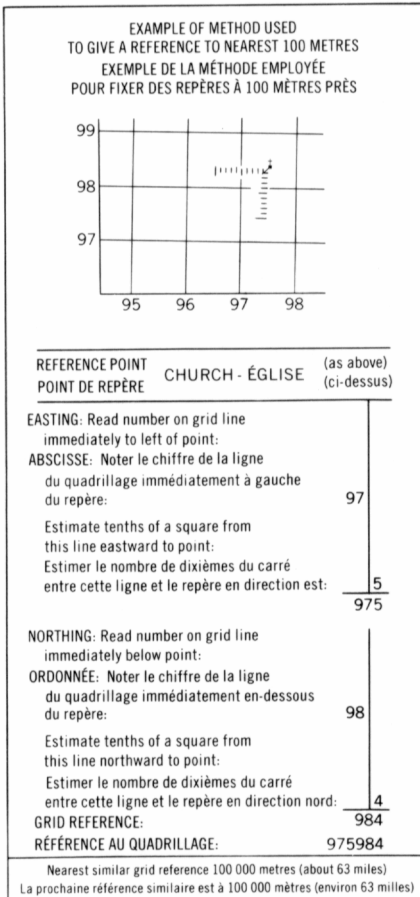 EXAMPLE OF METHOD USED
TO GIVE A REFERENCE TO NEAREST 100 METRES
EXEMPLE DE LA MÉTHODE EMPLOYÉE
POUR FIXER DES REPÈRES À 100 MÈTRES PRÈS
99
98
97
95 96 97 98
REFERENCE POINT
POINT DE REPÈRE
CHURCH - ÉGLISE
(as above)
(ci-dessus)
EASTING: Read number on grid line
immediately to left of point:
ABSCISSE: Noter le chiffre de la ligne
du quadrillage immédiatement à gauche
du repère: 97
Estimate tenths of a square from
this line eastward to point:
Estimer le nombre de dixièmes du carré
entre cette ligne et le repère en direction est: 5
975
NORTHING: Read number on grid line
immediately below point:
ORDONNÉE: Noter le chiffre de la ligne
du quadrillage immédiatement en-dessous
du repère: 98
Estimate tenths of a square from
this line northward to point:
Estimer le nombre de dixièmes du carré
entre cette ligne et le repère en direction nord: 4
GRID REFERENCE: 984
RÉFÉRENCE AU QUADRILLAGE: 975984
Nearest similar grid reference 100 000 metres (about 63 miles)
La prochaine référence similaire est à 100 000 mètres (environ 63 milles)